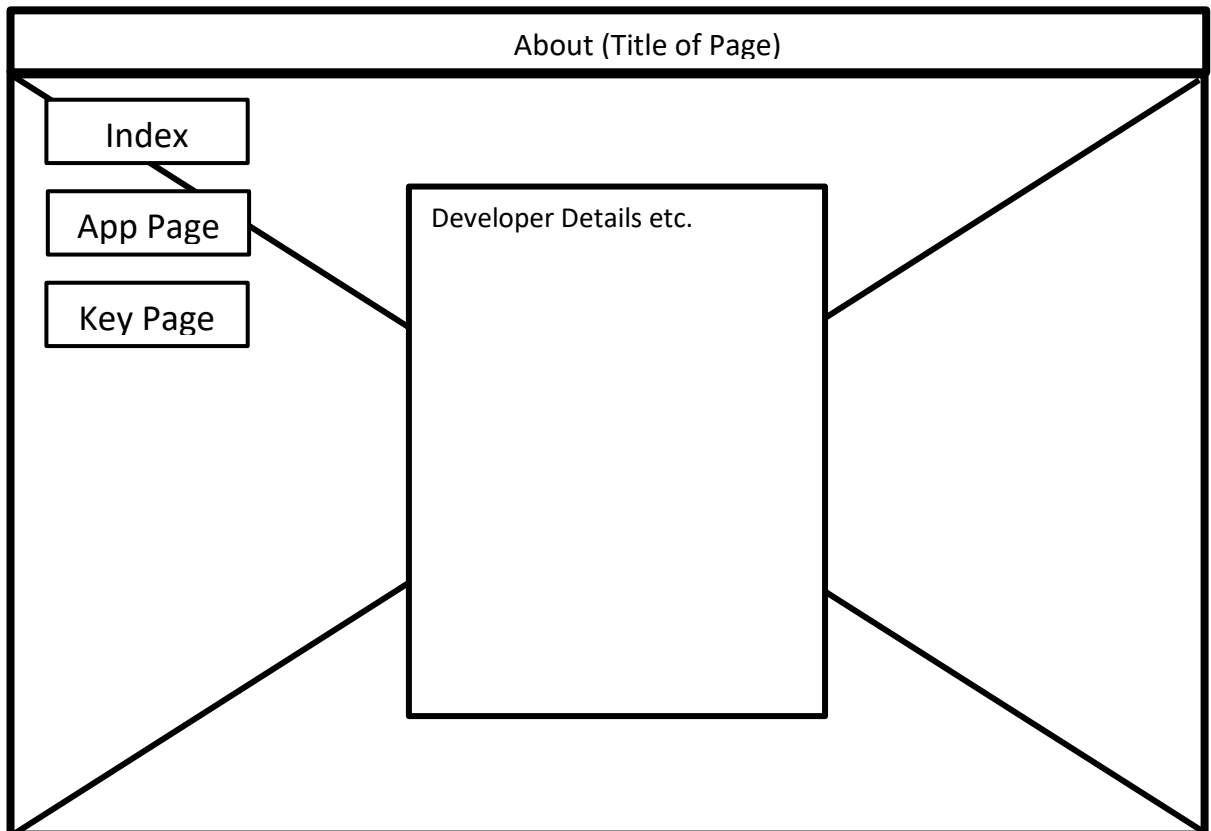 About (Title of Page)
Index
App Page
Key Page
Developer Details etc.